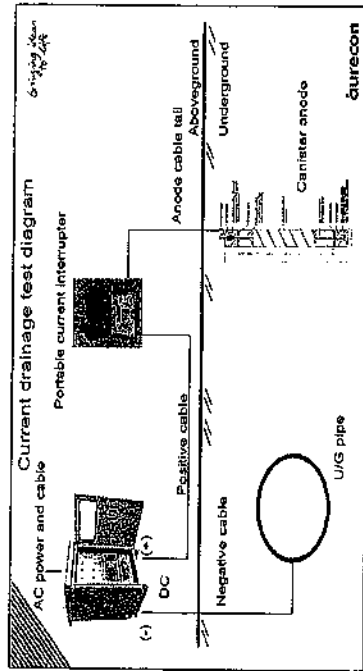 Current drainage test diagram
Bringing ideas
to life
AC power and cable
Portable current interrupter
(-)
(+)
DC
Positive cable
Anode cable tail
Aboveground
Negative cable
Underground
U/G pipe
Canister anode
aurecon